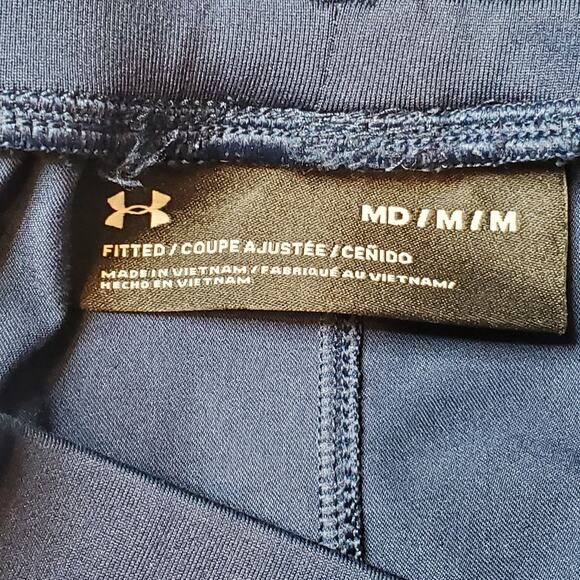 MD / M / M
FITTED / COUPE AJUSTÉE / CEÑIDO
MADE IN VIETNAM / FABRIQUÉ AU VIETNAM /
HECHO EN VIETNAM